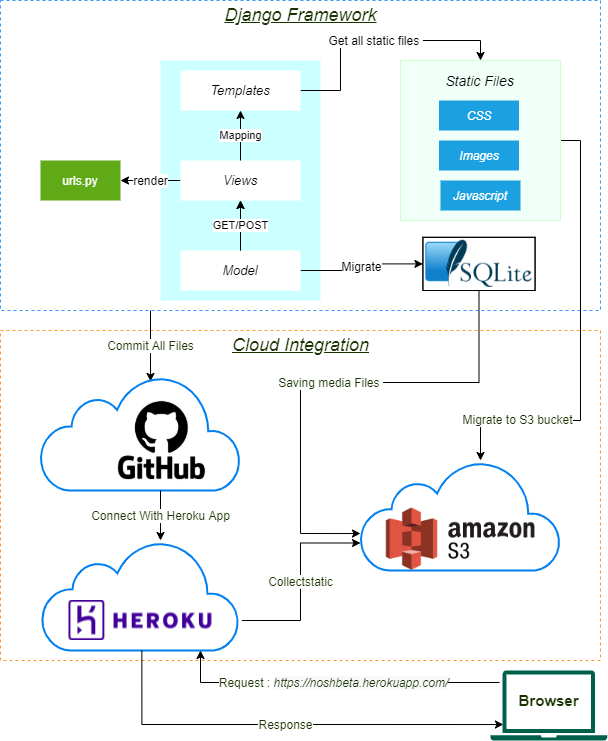 Django Framework
Get all static files
Templates
Static Files
CSS
Mapping
Images
urls.py
render
Views
Javascript
GET/POST
Model
Migrate
SQLite
Cloud Integration
Commit All Files
Saving media Files
Migrate to S3 bucket
GitHub
Connect With Heroku App
amazon
S3
Collectstatic
HEROKU
Request : https://noshbeta.herokuapp.com/
Browser
Response